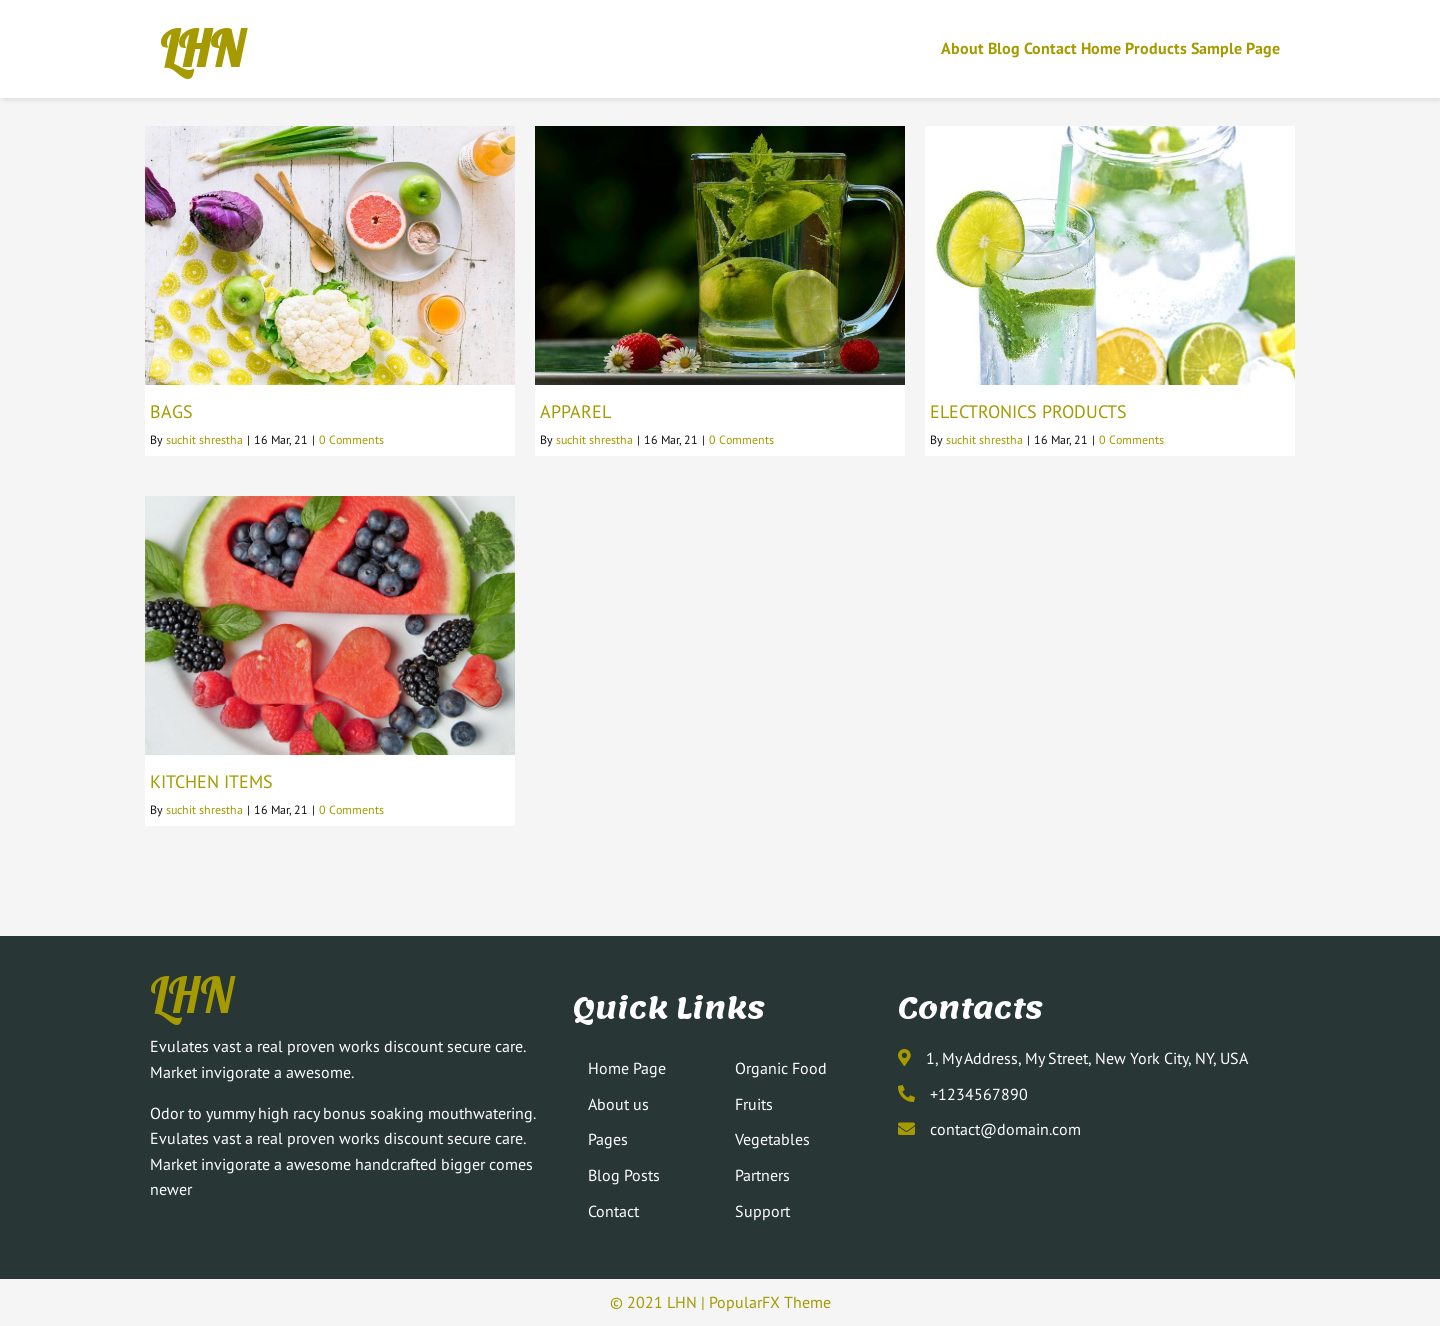 LHN
About Blog Contact Home Products Sample Page
BAGS
By suchit shrestha | 16 Mar, 21 | 0 Comments
APPAREL
By suchit shrestha | 16 Mar, 21 | 0 Comments
ELECTRONICS PRODUCTS
By suchit shrestha | 16 Mar, 21 | 0 Comments
KITCHEN ITEMS
By suchit shrestha | 16 Mar, 21 | 0 Comments
LHN
Evulates vast a real proven works discount secure care.
Market invigorate a awesome.
Odor to yummy high racy bonus soaking mouthwatering.
Evulates vast a real proven works discount secure care.
Market invigorate a awesome handcrafted bigger comes
newer
Quick Links
Home Page
About us
Pages
Blog Posts
Contact
Organic Food
Fruits
Vegetables
Partners
Support
Contacts
1, My Address, My Street, New York City, NY, USA
+1234567890
contact@domain.com
© 2021 LHN | PopularFX Theme